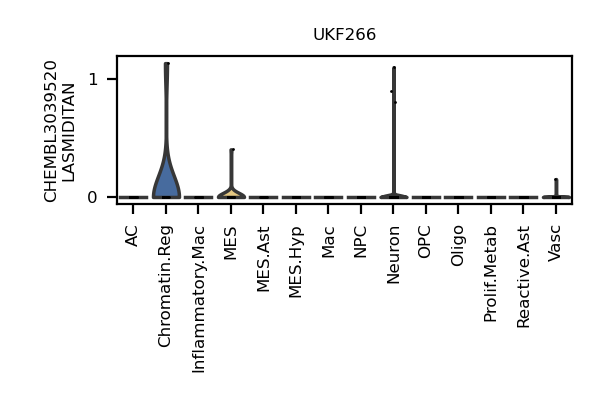 UKF266
CHEMBL3039520
LASMIDITAN
1
0
AC
Chromatin.Reg
Inflammatory.Mac
MES
MES.Ast
MES.Hyp
Mac
NPC
Neuron
OPC
Oligo
Prolif.Metab
Reactive.Ast
Vasc